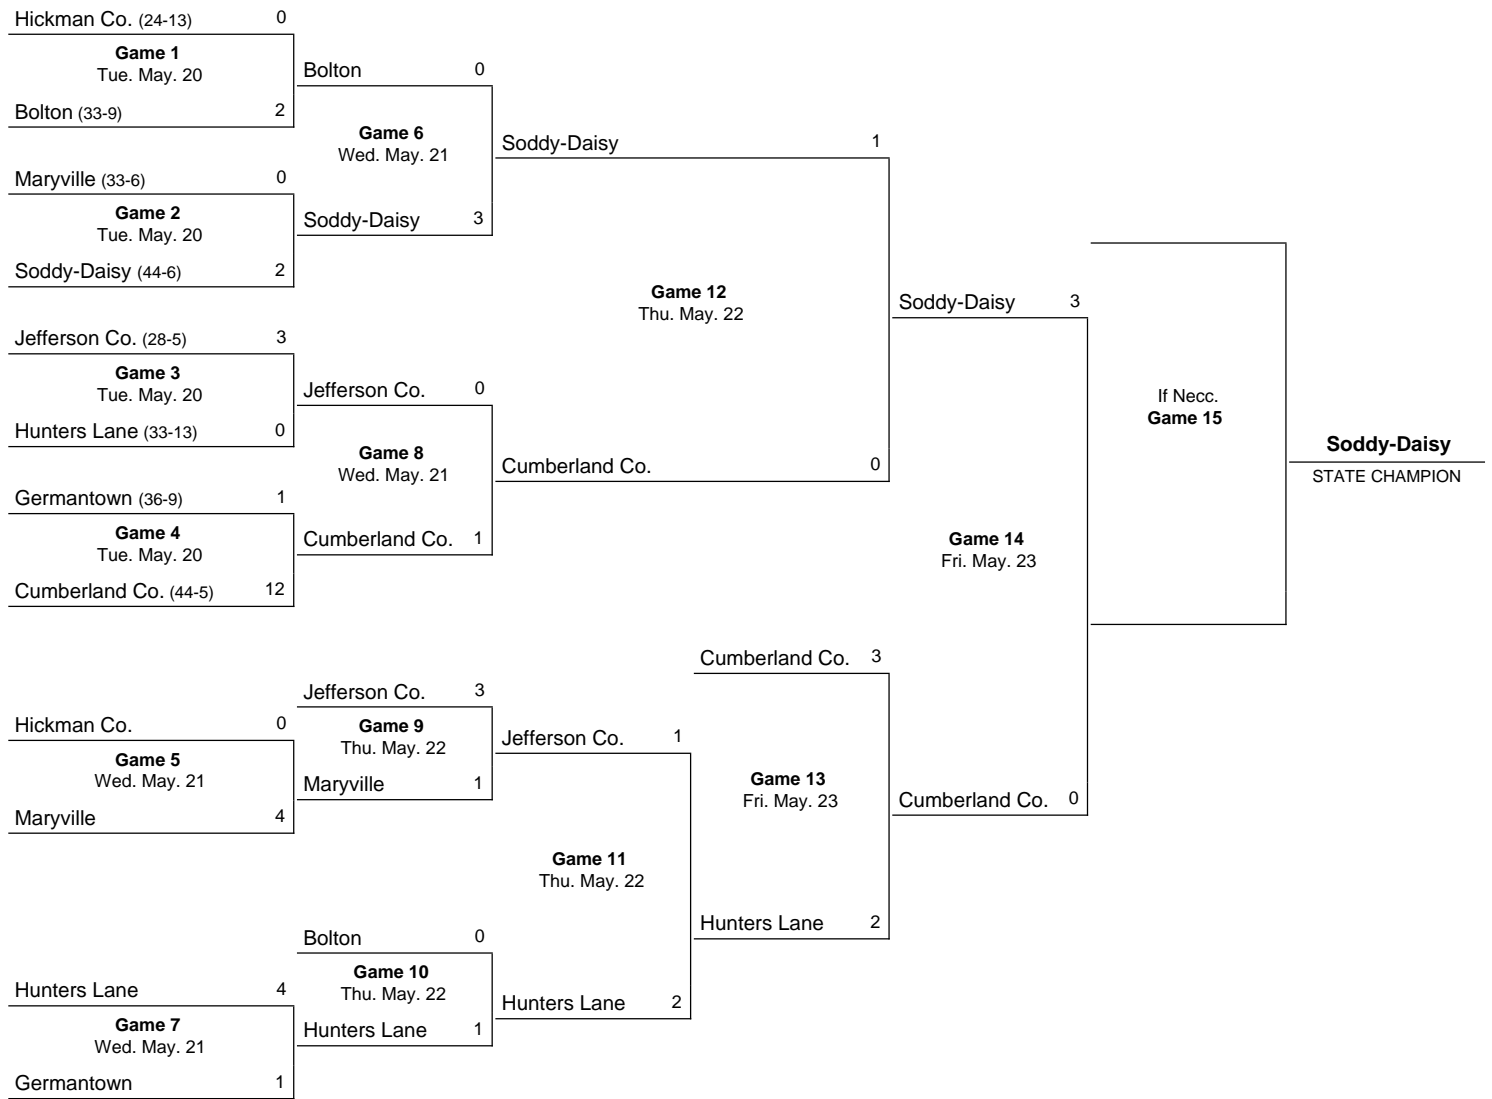 Hickman Co. (24-13) 0
Game 1
Tue. May. 20
Bolton (33-9) 2
Maryville (33-6) 0
Game 2
Tue. May. 20
Soddy-Daisy (44-6) 2
Jefferson Co. (28-5) 3
Game 3
Tue. May. 20
Hunters Lane (33-13) 0
Germantown (36-9) 1
Game 4
Tue. May. 20
Cumberland Co. (44-5) 12
Hickman Co. 0
Game 5
Wed. May. 21
Maryville 4
Hunters Lane 4
Game 7
Wed. May. 21
Germantown 1
Bolton 0
Game 6
Wed. May. 21
Soddy-Daisy 3
Jefferson Co. 0
Game 8
Wed. May. 21
Cumberland Co. 1
Jefferson Co. 3
Game 9
Thu. May. 22
Maryville 1
Bolton 0
Game 10
Thu. May. 22
Hunters Lane 1
Soddy-Daisy 1
Game 12
Thu. May. 22
Cumberland Co. 0
Jefferson Co. 1
Game 11
Thu. May. 22
Hunters Lane 2
Cumberland Co. 3
Game 13
Fri. May. 23
Hunters Lane 2
Soddy-Daisy 3
Game 14
Fri. May. 23
Cumberland Co. 0
If Necc.
Game 15
Soddy-Daisy
STATE CHAMPION